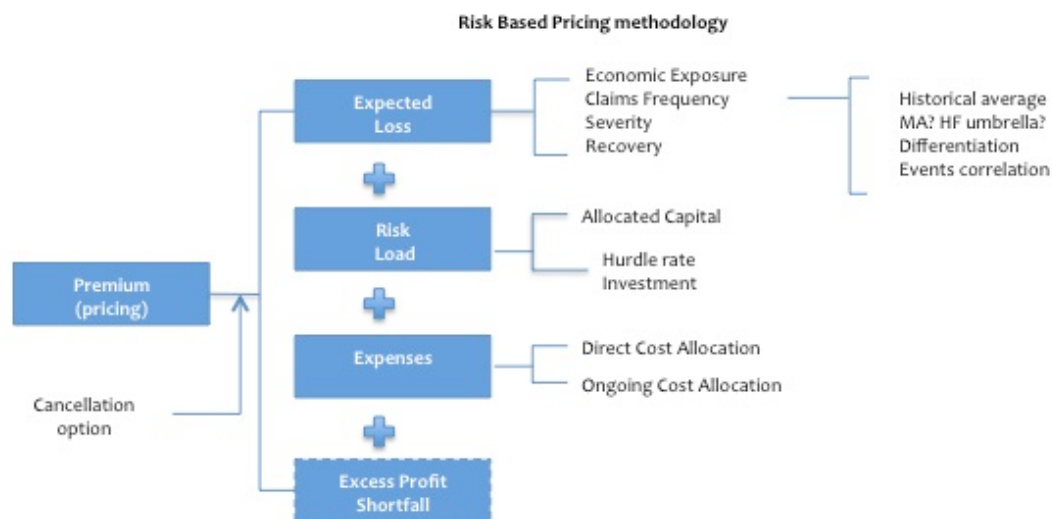 Risk Based Pricing methodology
Expected
Loss
Economic Exposure
Claims Frequency
Severity
Recovery
Historical average
MA? HF umbrella?
Differentiation
Events correlation
Risk
Load
Allocated Capital
Hurdle rate
Investment
Premium
(pricing)
Expenses
Direct Cost Allocation
Ongoing Cost Allocation
Cancellation
option
Excess Profit
Shortfall